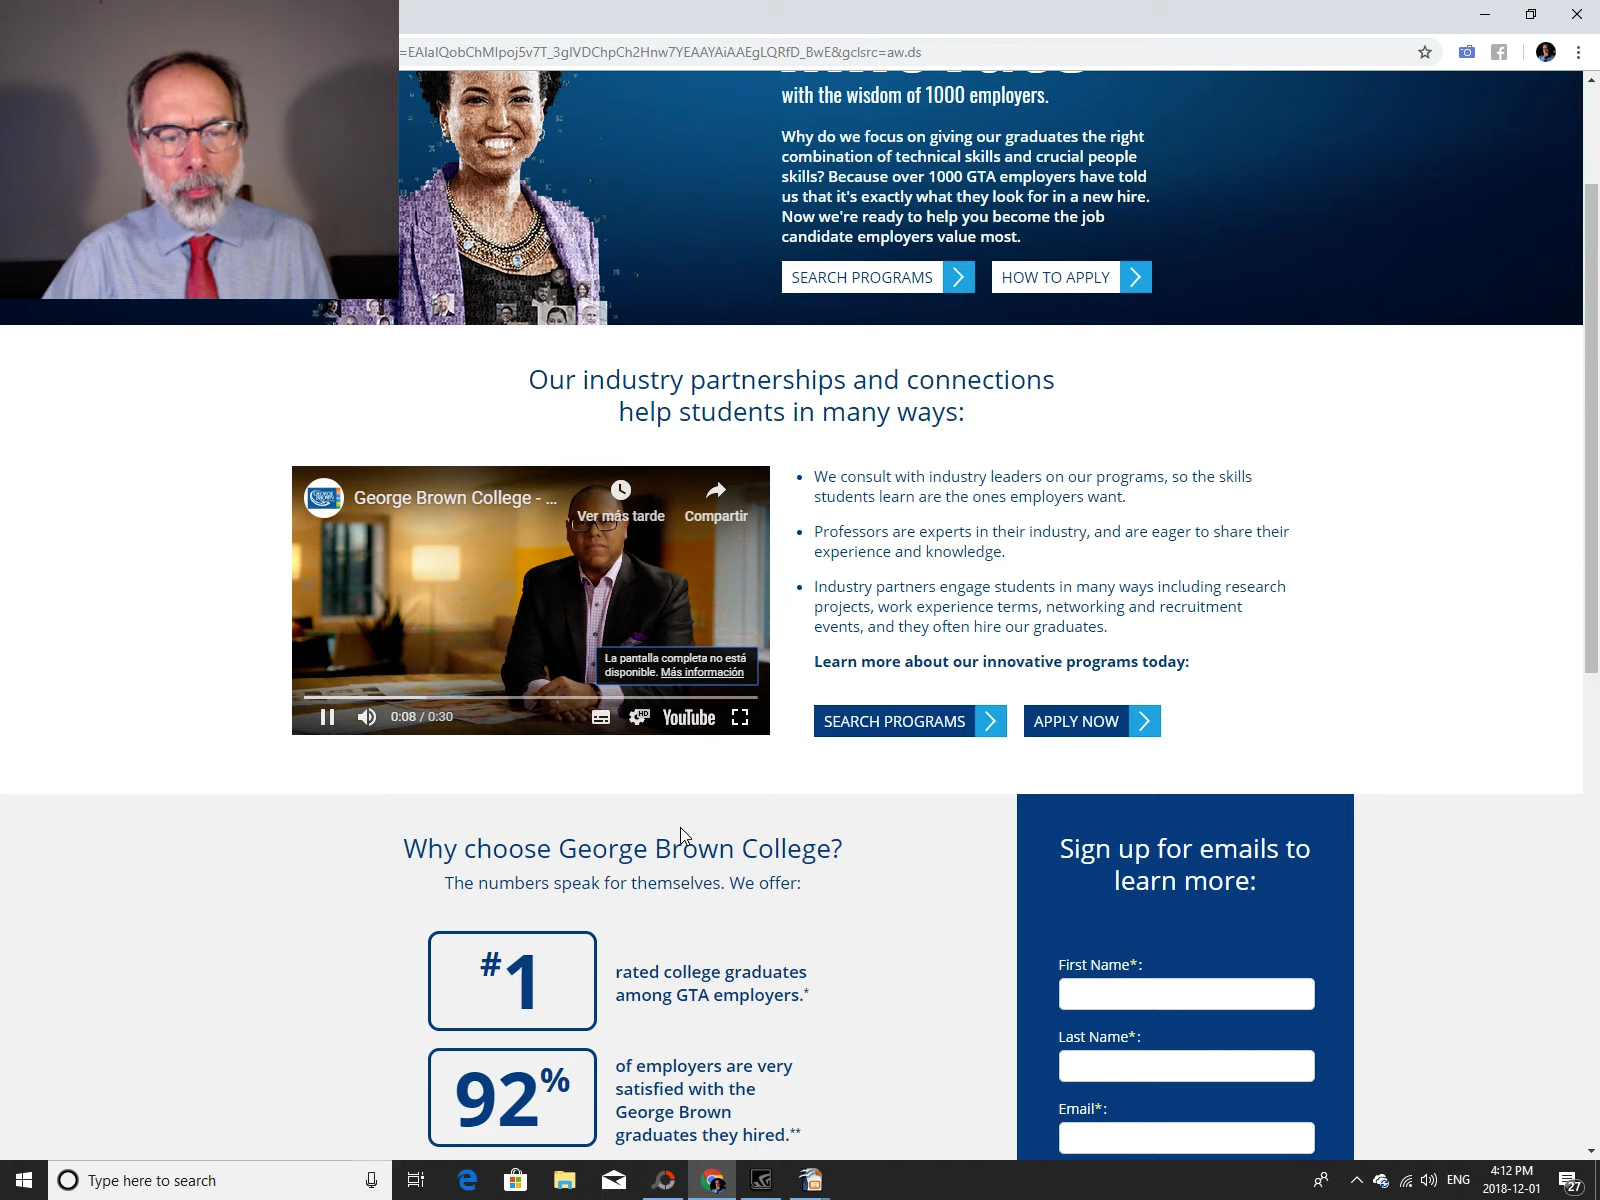 =EAIaIQobChMIpoj5v7T_3gIVDChpCh2Hnw7YEAAYAiAAEgLQRfD_BwE&gclsrc=aw.ds
with the wisdom of 1000 employers.
Why do we focus on giving our graduates the right
combination of technical skills and crucial people
skills? Because over 1000 GTA employers have told
us that it's exactly what they look for in a new hire.
Now we're ready to help you become the job
candidate employers value most.
SEARCH PROGRAMS
HOW TO APPLY
Our industry partnerships and connections
help students in many ways:
George Brown College - ...
Ver más tarde
Compartir
La pantalla completa no está
disponible. Más información
0:08 / 0:30
HD
YouTube
• We consult with industry leaders on our programs, so the skills
students learn are the ones employers want.
• Professors are experts in their industry, and are eager to share their
experience and knowledge.
• Industry partners engage students in many ways including research
projects, work experience terms, networking and recruitment
events, and they often hire our graduates.
Learn more about our innovative programs today:
SEARCH PROGRAMS
APPLY NOW
Why choose George Brown College?
The numbers speak for themselves. We offer:
#1
rated college graduates
among GTA employers.*
92%
of employers are very
satisfied with the
George Brown
graduates they hired.**
Sign up for emails to
learn more:
First Name*:
Last Name*:
Email*:
Type here to search
ENG
4:12 PM
2018-12-01
27